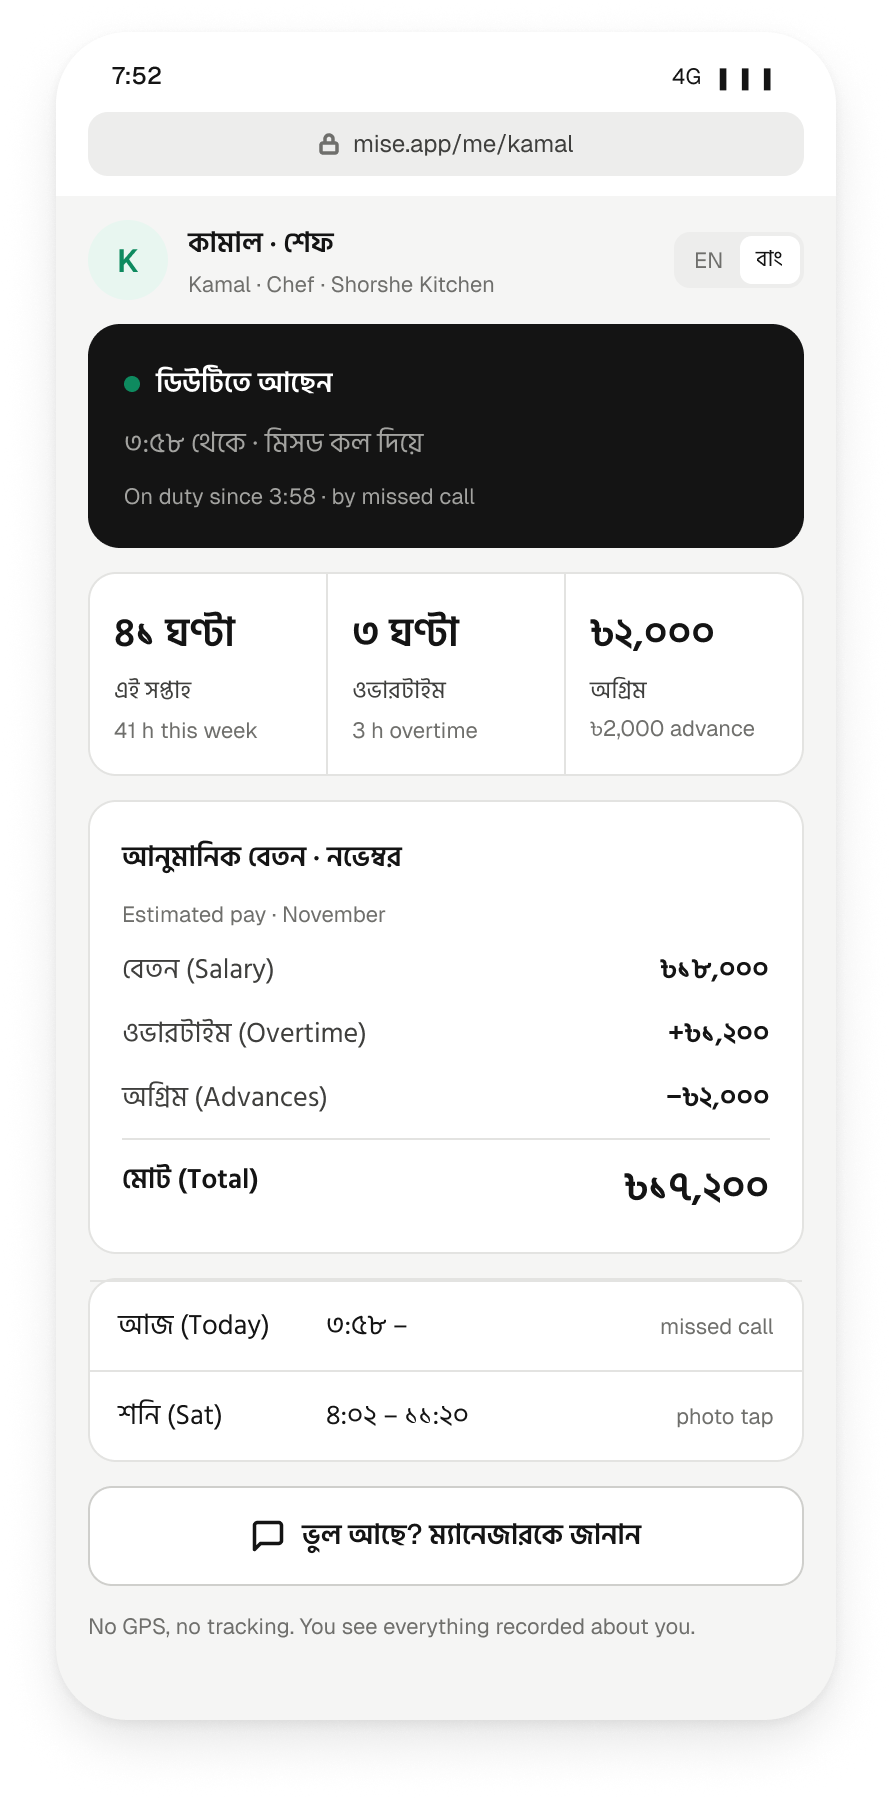 7:52 4G
mise.app/me/kamal
K
কামাল · শেফ
Kamal · Chef · Shorshe Kitchen
EN বাং
ডিউটিতে আছেন
৩:৫৮ থেকে · মিসড কল দিয়ে
On duty since 3:58 · by missed call
৪১ ঘণ্টা
এই সপ্তাহ
41 h this week
৩ ঘণ্টা
ওভারটাইম
3 h overtime
৳২,০০০
অগ্রিম
৳2,000 advance
আনুমানিক বেতন · নভেম্বর
Estimated pay · November
বেতন (Salary) ৳১৮,০০০
ওভারটাইম (Overtime) +৳১,২০০
অগ্রিম (Advances) −৳২,০০০
মোট (Total) ৳১৭,২০০
আজ (Today) ৩:৫৮ – missed call
শনি (Sat) ৪:০২ – ১১:২০ photo tap
ভুল আছে? ম্যানেজারকে জানান
No GPS, no tracking. You see everything recorded about you.